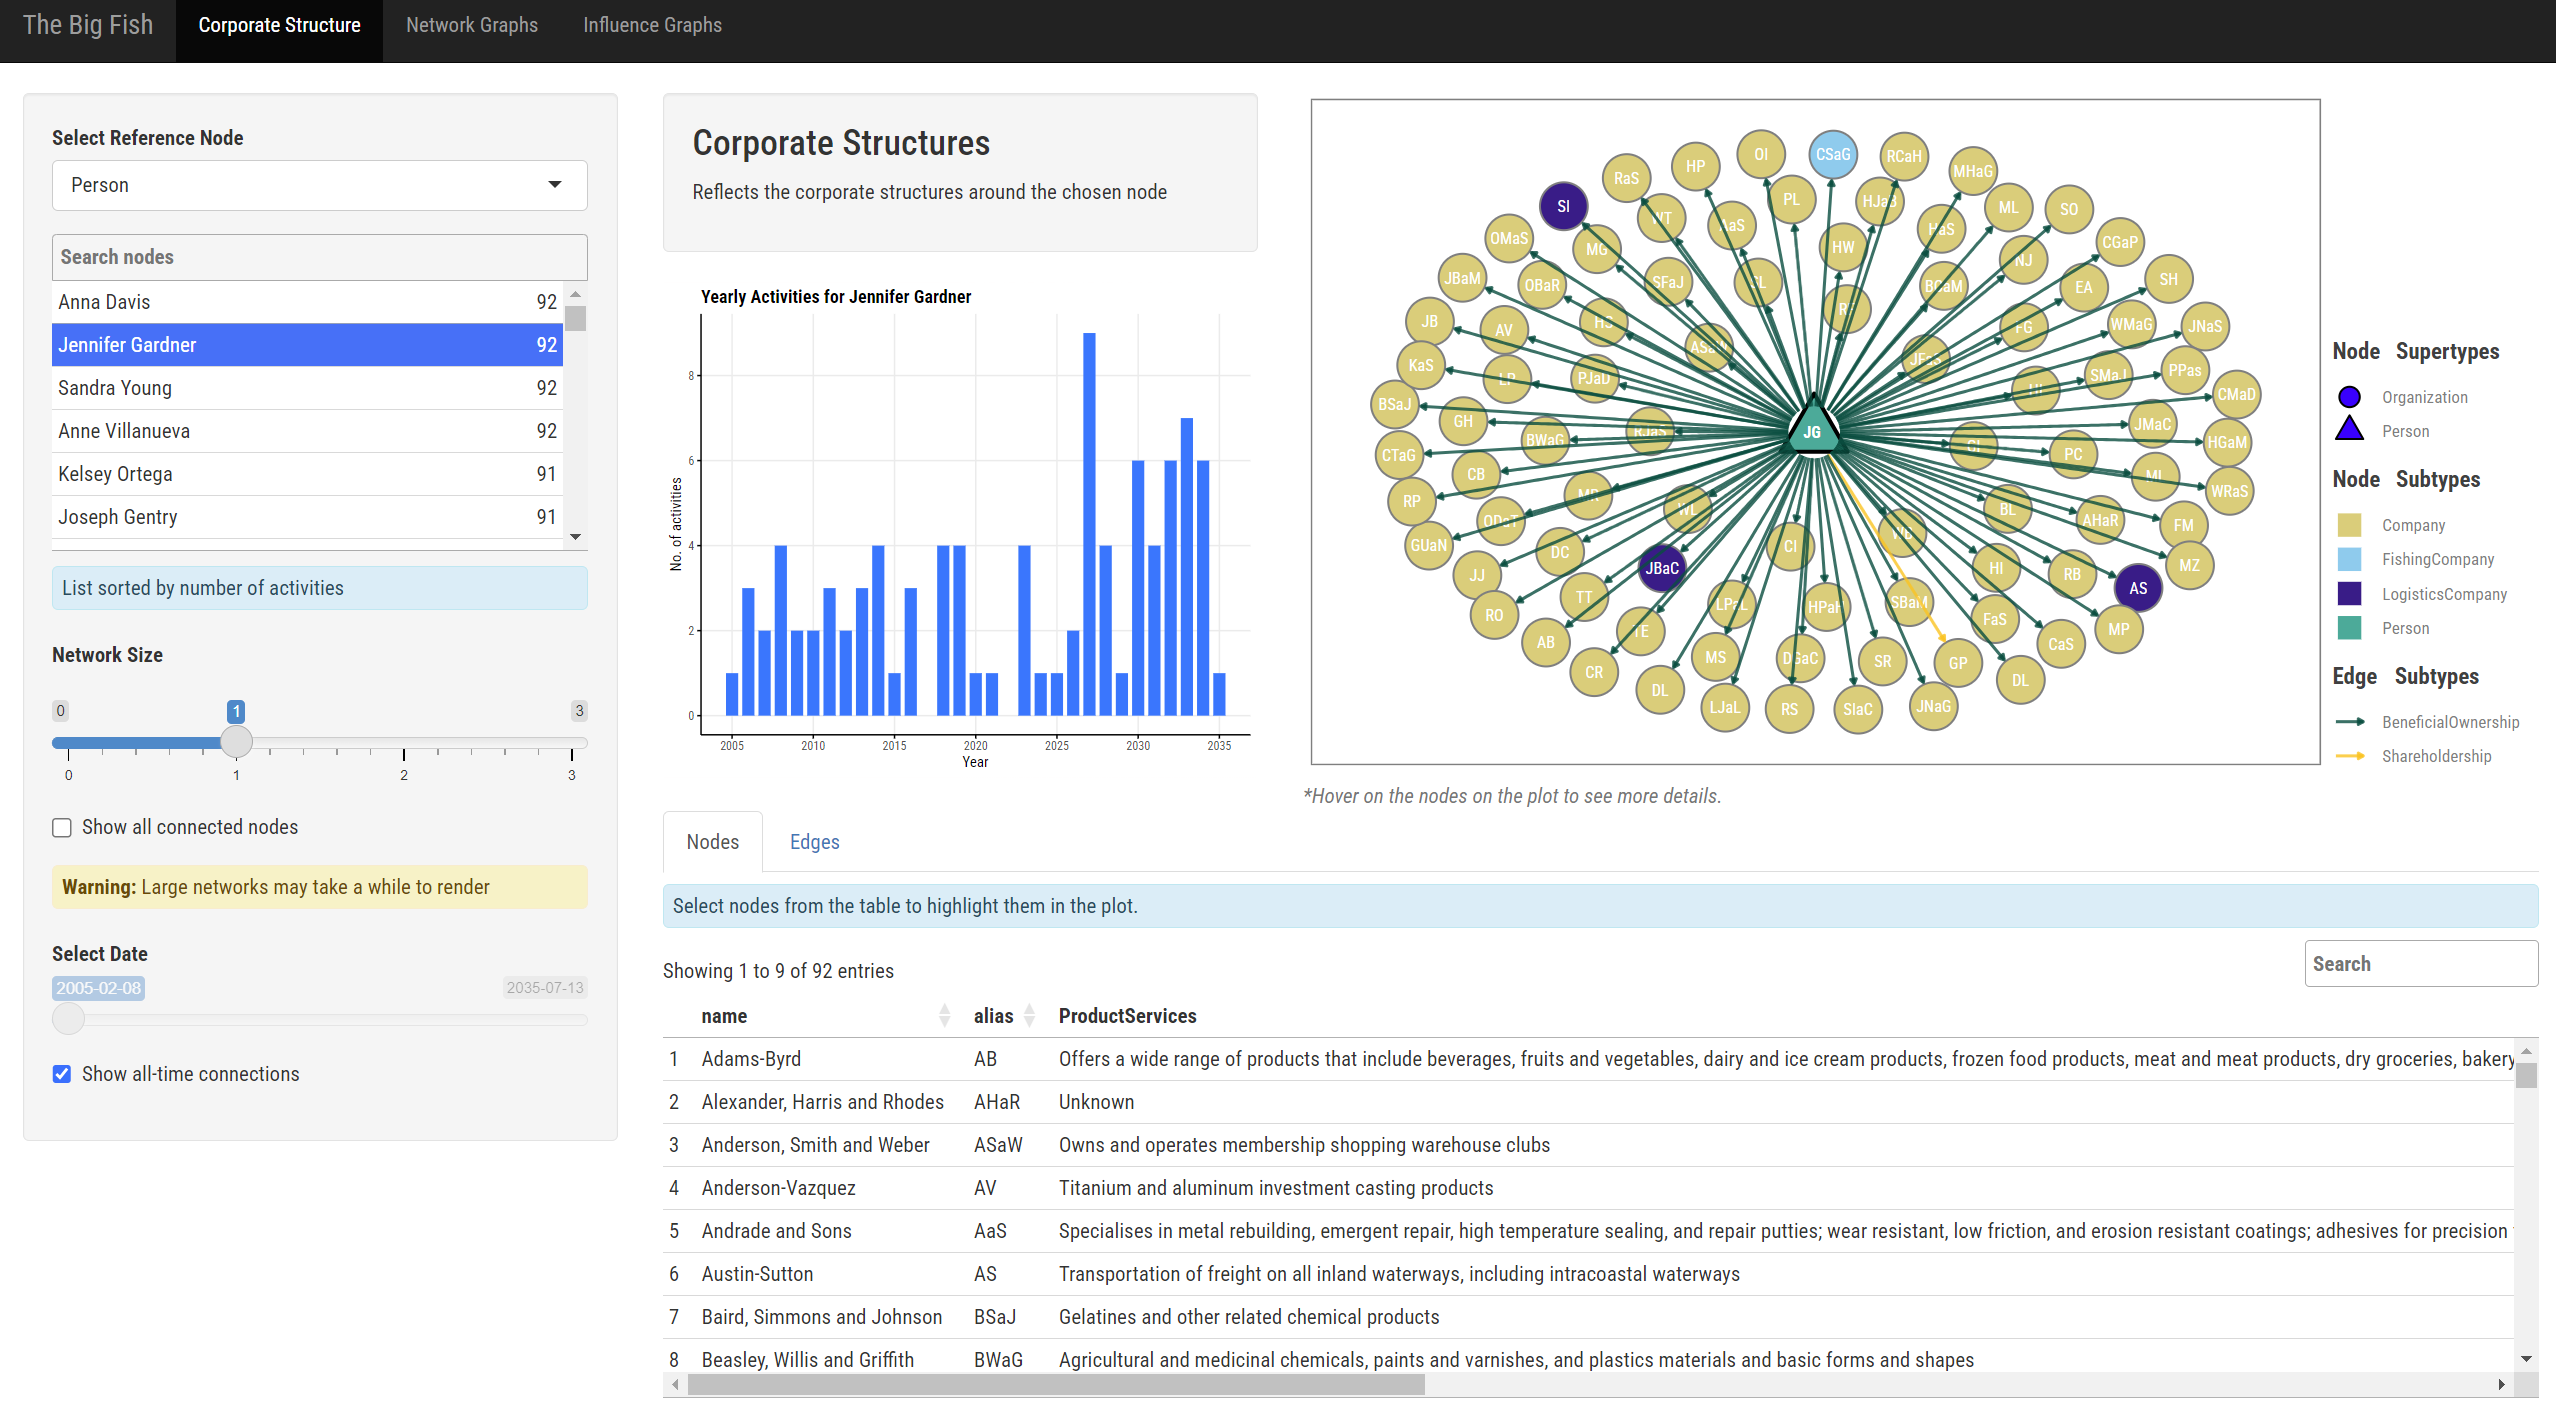 The Big Fish Corporate Structure Network Graphs Influence Graphs
Select Reference Node
Person
Search nodes
Anna Davis 92
Jennifer Gardner 92
Sandra Young 92
Anne Villanueva 92
Kelsey Ortega 91
Joseph Gentry 91
List sorted by number of activities
Network Size
0 1 3
0 1 2 3
Show all connected nodes
Warning: Large networks may take a while to render
Select Date
2005-02-08 2035-07-13
Show all-time connections
Corporate Structures
Reflects the corporate structures around the chosen node
Yearly Activities for Jennifer Gardner
No. of activities
8
6
4
2
0
2005 2010 2015 2020 2025 2030 2035
Year
OI CSaG RCaH
HP MHaG
RaS PL HJaB
SI WT AaS ML SO
OMaS MG HW HaS CGaP
JBaM OBaR SFaJ SL NJ SH
BCaM EA
JB AV HS FG WMaG JNaS
KaS ASaW PPaS
LP PJaD SMaJ CMaD
BSaJ GH JMaC
BWaG RJaS JG HGaM
CTaG PC
CB ML WRaS
RP WL BL
GUaN AHaR FM
DC CI WB
JJ JBaC HI RB MZ
TT AS
RO LPaL HPaH SBaM FaS MP
AB TE CaS
CR MS DSaC SR GP
DL DL
LJaL RS SIaC JNaG
Node Supertypes
Organization
Person
Node Subtypes
Company
FishingCompany
LogisticsCompany
Person
Edge Subtypes
BeneficialOwnership
Shareholdership
*Hover on the nodes on the plot to see more details.
Nodes Edges
Select nodes from the table to highlight them in the plot.
Showing 1 to 9 of 92 entries
Search
name alias ProductServices
1 Adams-Byrd AB Offers a wide range of products that include beverages, fruits and vegetables, dairy and ice cream products, frozen food products, meat and meat products, dry groceries, bakery
2 Alexander, Harris and Rhodes AHaR Unknown
3 Anderson, Smith and Weber ASaW Owns and operates membership shopping warehouse clubs
4 Anderson-Vazquez AV Titanium and aluminum investment casting products
5 Andrade and Sons AaS Specialises in metal rebuilding, emergent repair, high temperature sealing, and repair putties; wear resistant, low friction, and erosion resistant coatings; adhesives for precision
6 Austin-Sutton AS Transportation of freight on all inland waterways, including intracoastal waterways
7 Baird, Simmons and Johnson BSaJ Gelatines and other related chemical products
8 Beasley, Willis and Griffith BWaG Agricultural and medicinal chemicals, paints and varnishes, and plastics materials and basic forms and shapes